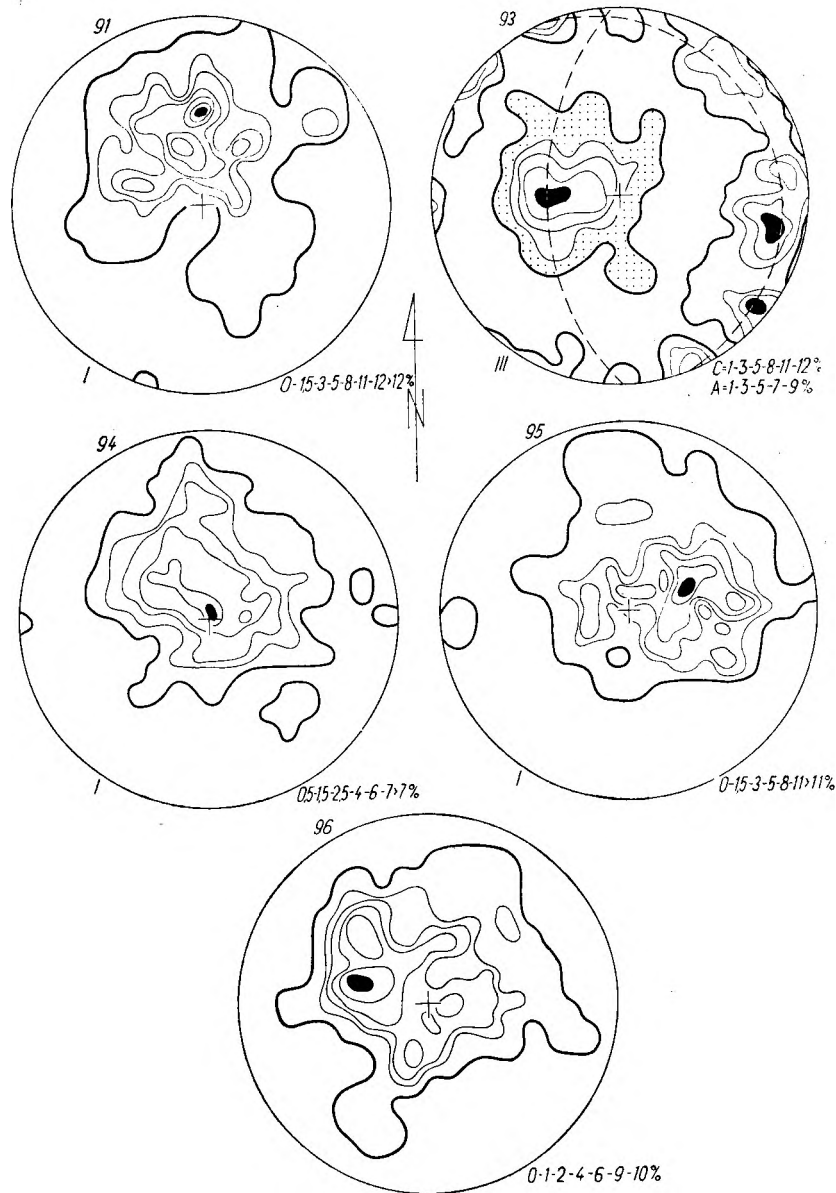 91
I
0-1,5-3-5-8-11-12>12%
93
III
C=1-3-5-8-11-12%
A=1-3-5-7-9%
N
94
I
0,5-1,5-2,5-4-6-7>7%
95
I
0-1,5-3-5-8-11>11%
96
0-1-2-4-6-9-10%